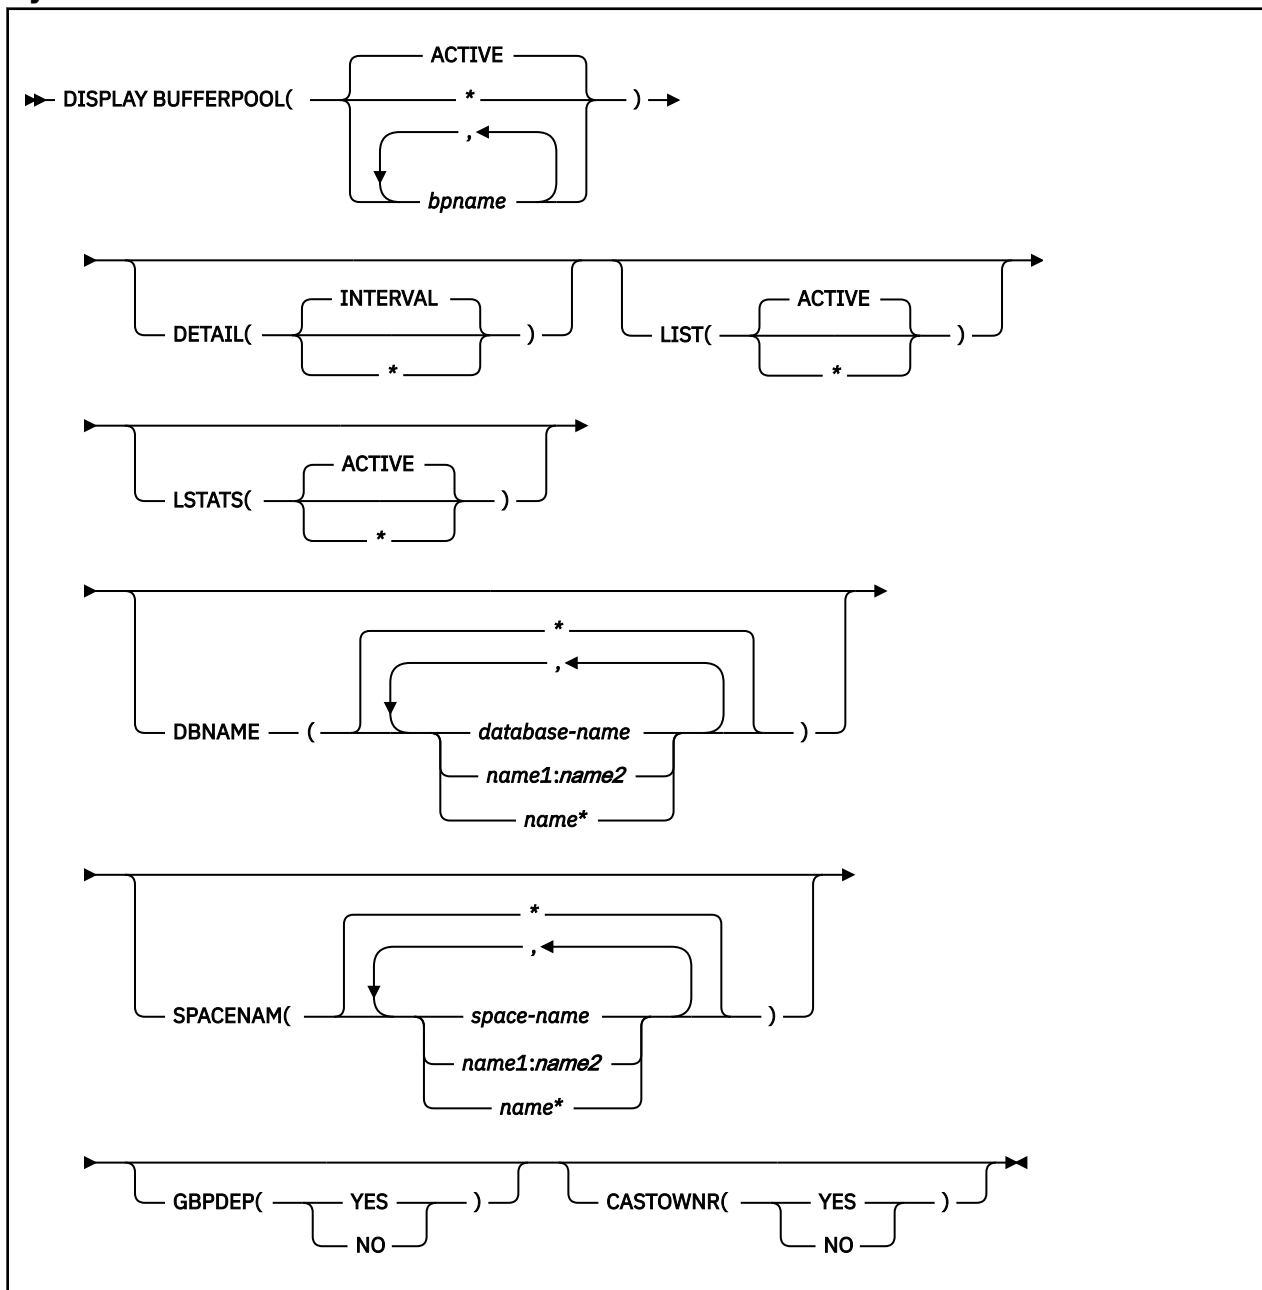 ACTIVE
DISPLAY BUFFERPOOL( * )
,
bpname
INTERVAL ACTIVE
DETAIL( ) LIST( )
* *
ACTIVE
LSTATS( )
*
*
,
DBNAME ( database-name )
name1:name2
name*
*
,
SPACENAM( space-name )
name1:name2
name*
GBPDEP( YES ) CASTOWNR( YES )
NO NO